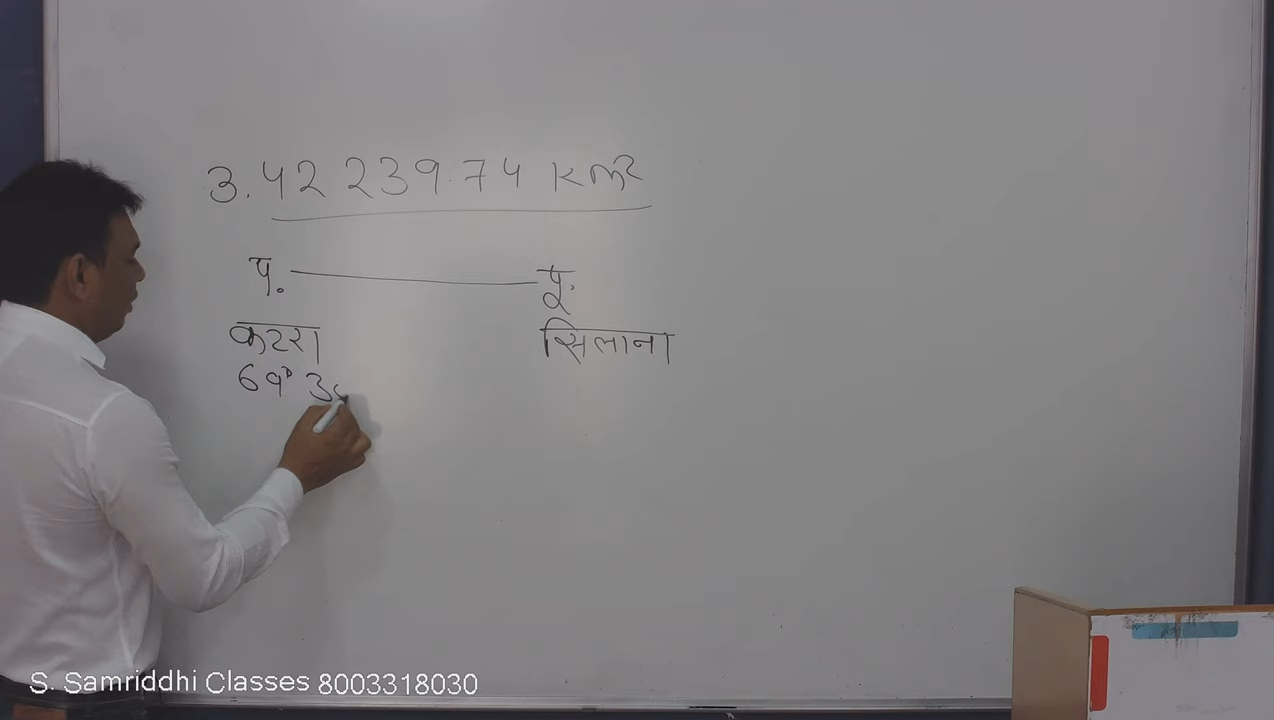 3.42 239.74 Km²
प. पू.
कटरा सिलाना
69° 30
S. Samriddhi Classes 8003318030